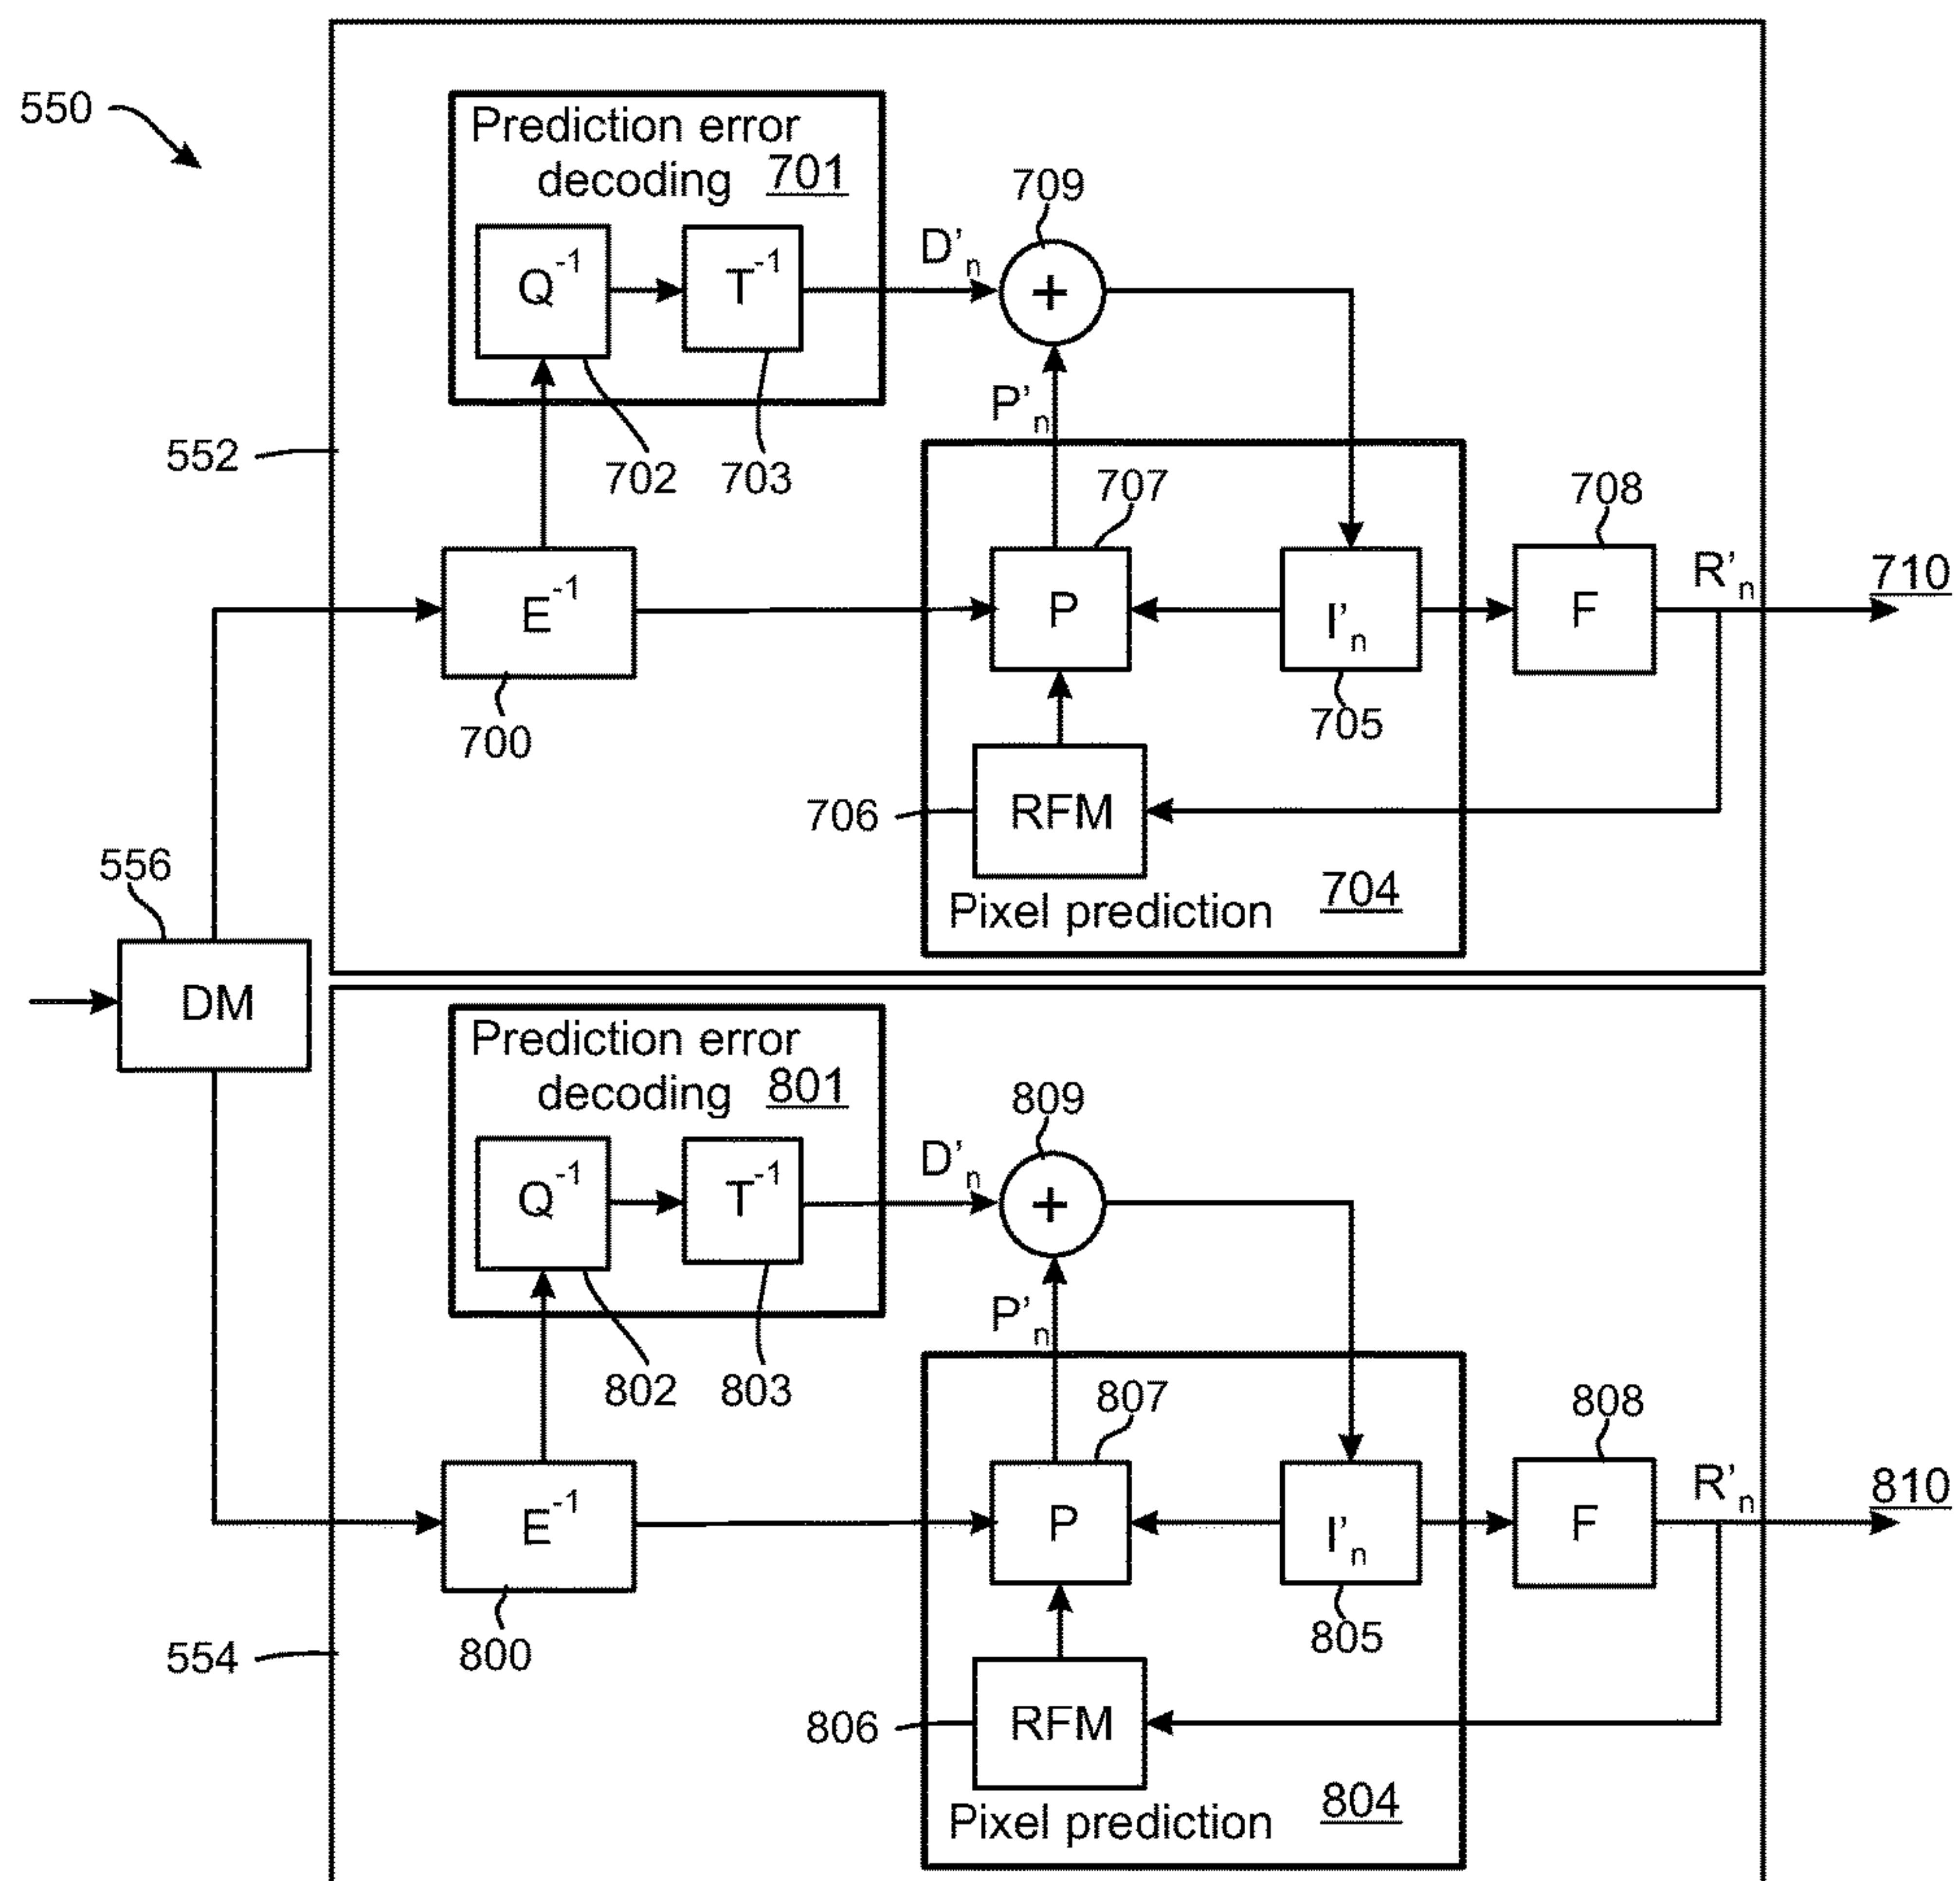 550
Prediction error
decoding 701
709
Q⁻¹
T⁻¹
D'n
+
P'n
552
702
703
707
708
E⁻¹
P
I'n
F
R'n
710
700
705
706
RFM
704
Pixel prediction
556
DM
Prediction error
decoding 801
809
Q⁻¹
T⁻¹
D'n
+
P'n
802
803
807
808
E⁻¹
P
I'n
F
R'n
810
554
800
805
806
RFM
804
Pixel prediction